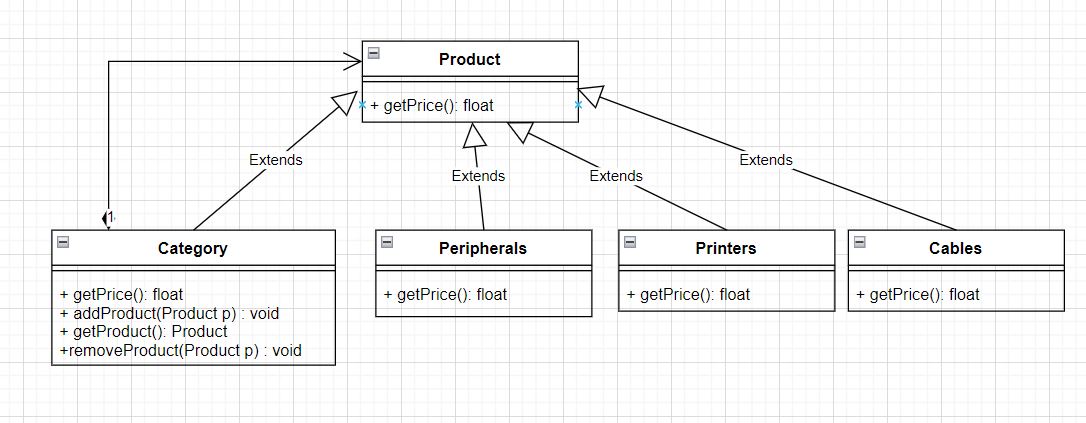 Product
+ getPrice(): float
Extends
Extends
Extends
Extends
1
Category
+ getPrice(): float
+ addProduct(Product p) : void
+ getProduct(): Product
+removeProduct(Product p) : void
Peripherals
+ getPrice(): float
Printers
+ getPrice(): float
Cables
+ getPrice(): float